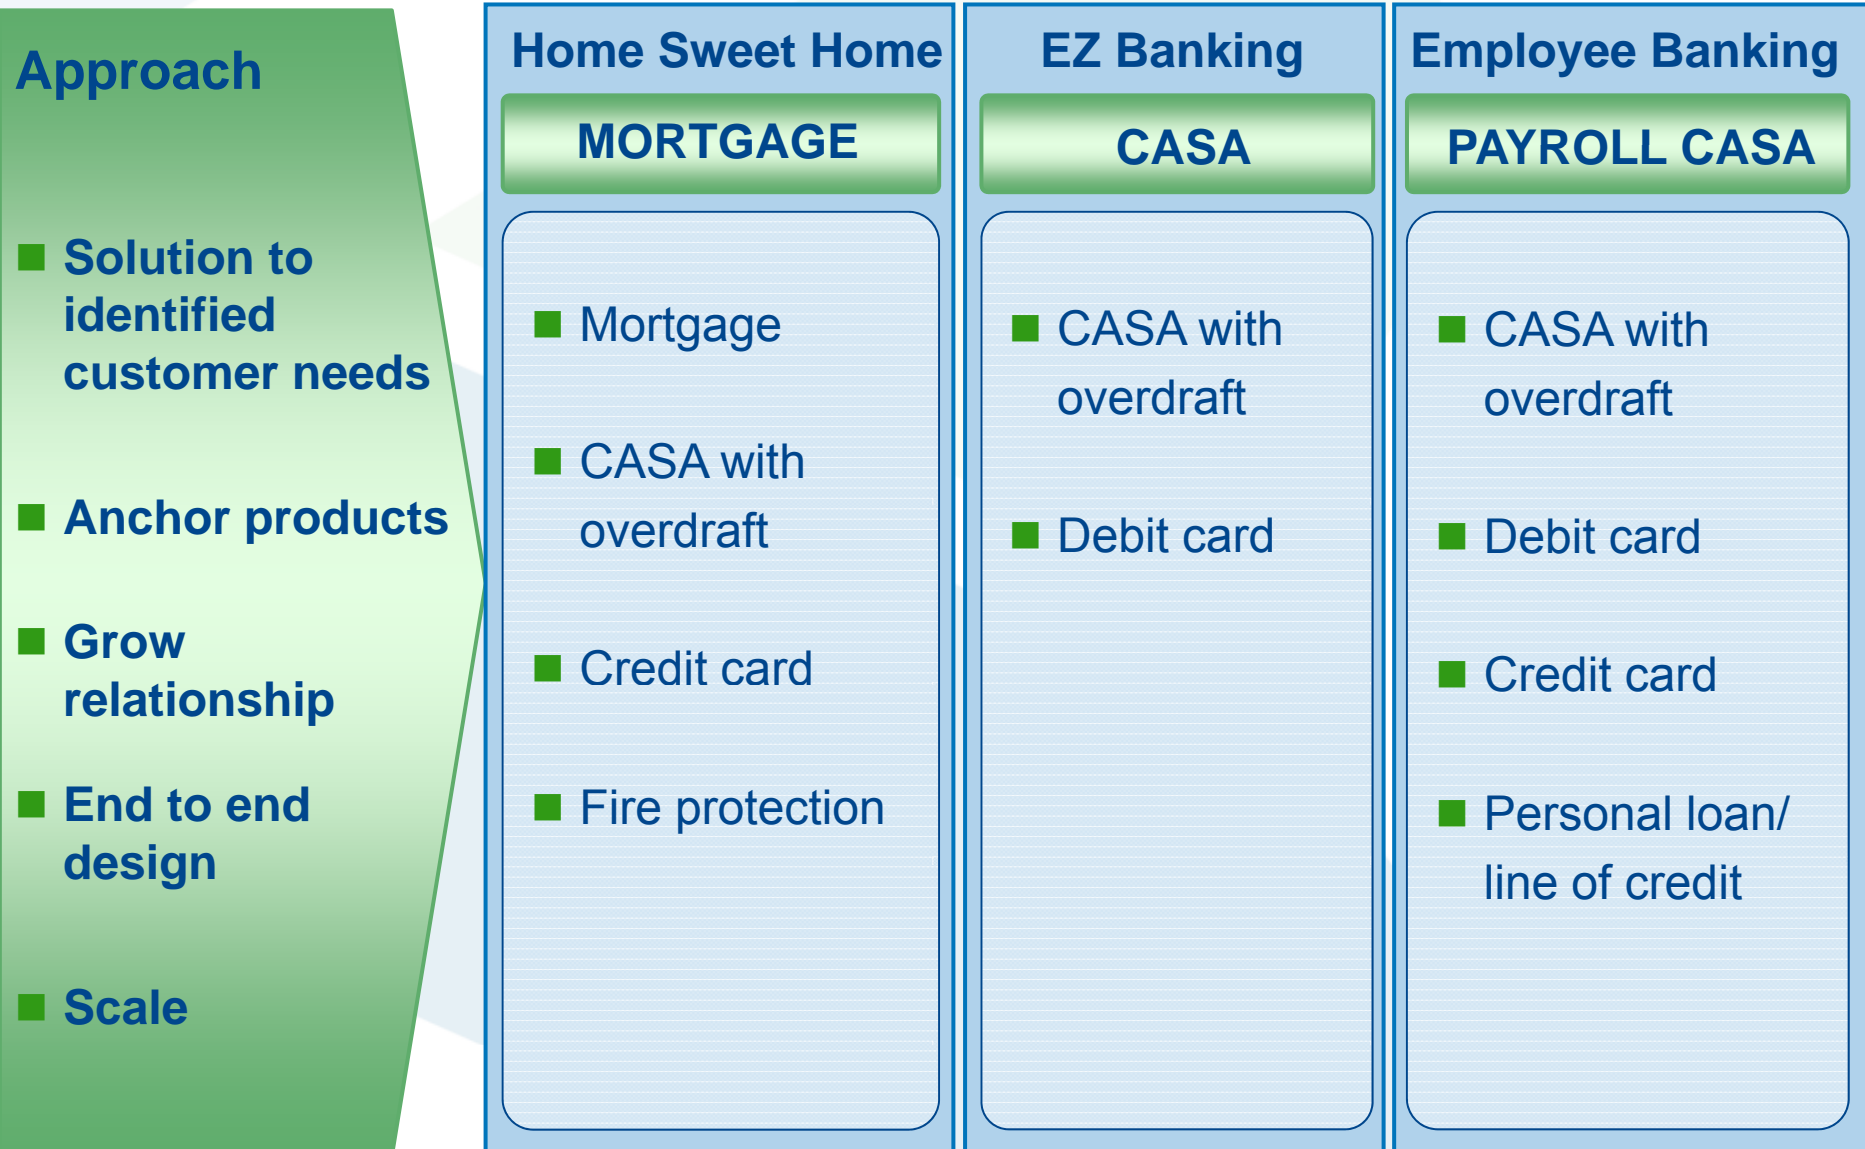 Approach
Solution to
identified
customer needs
Anchor products
Grow
relationship
End to end
design
Scale
Home Sweet Home
MORTGAGE
Mortgage
CASA with
overdraft
Credit card
Fire protection
EZ Banking
CASA
CASA with
overdraft
Debit card
Employee Banking
PAYROLL CASA
CASA with
overdraft
Debit card
Credit card
Personal loan/
line of credit